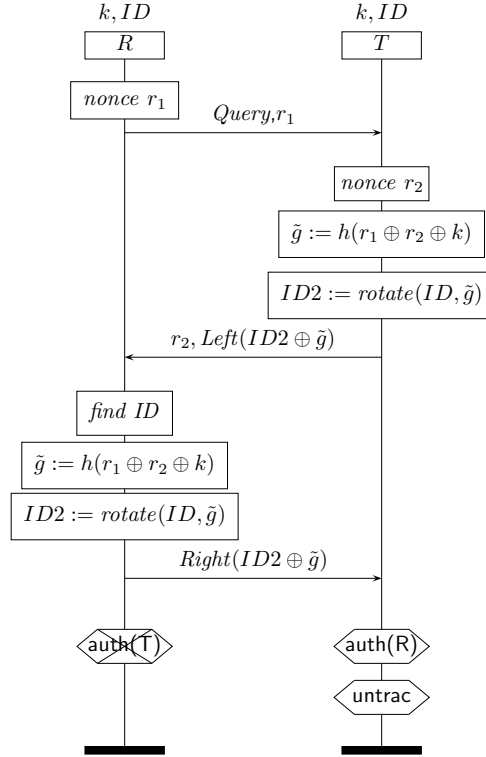 k, ID k, ID
R T
nonce r₁
Query,r₁
nonce r₂
g̃ := h(r₁ ⊕ r₂ ⊕ k)
ID2 := rotate(ID, g̃)
r₂, Left(ID2 ⊕ g̃)
find ID
g̃ := h(r₁ ⊕ r₂ ⊕ k)
ID2 := rotate(ID, g̃)
Right(ID2 ⊕ g̃)
auth(T) auth(R)
untrac